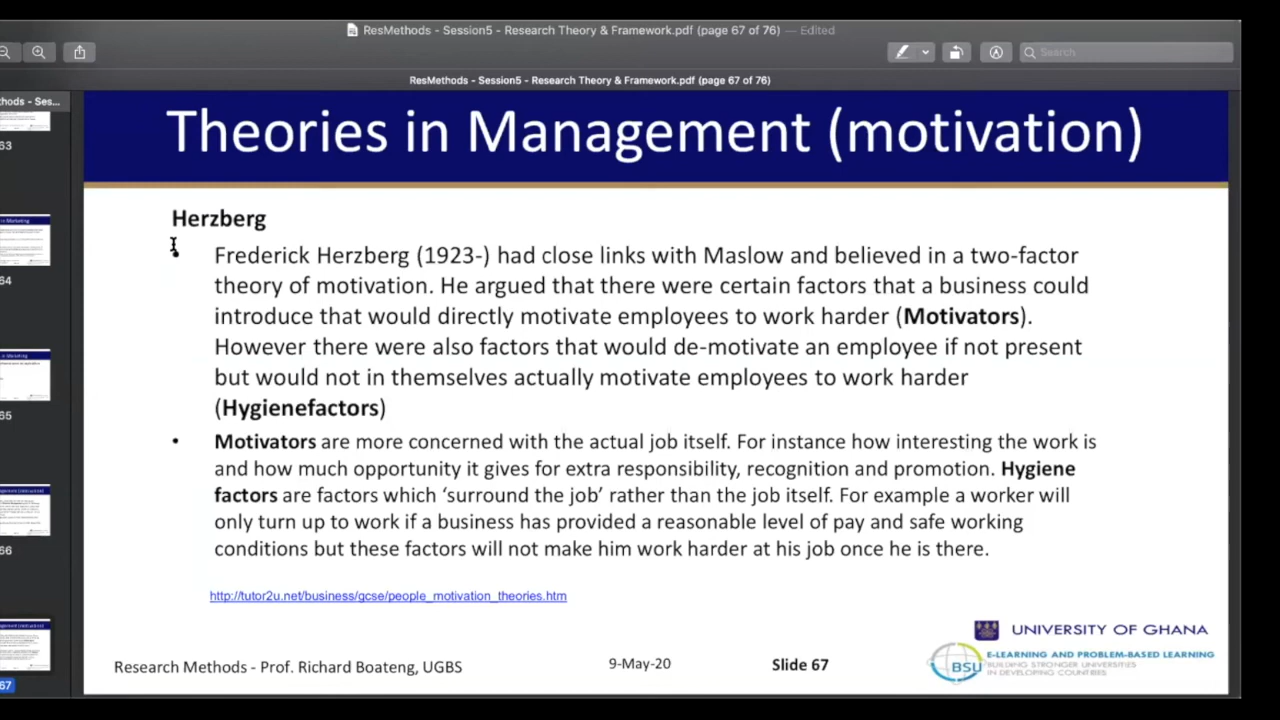 ResMethods - Session5 - Research Theory & Framework.pdf (page 67 of 76) — Edited
Search
ResMethods - Session5 - Research Theory & Framework.pdf (page 67 of 76)
thods - Ses...
63
64
65
66
67
Theories in Management (motivation)
Herzberg
Frederick Herzberg (1923-) had close links with Maslow and believed in a two-factor
theory of motivation. He argued that there were certain factors that a business could
introduce that would directly motivate employees to work harder (Motivators).
However there were also factors that would de-motivate an employee if not present
but would not in themselves actually motivate employees to work harder
(Hygienefactors)
• Motivators are more concerned with the actual job itself. For instance how interesting the work is
and how much opportunity it gives for extra responsibility, recognition and promotion. Hygiene
factors are factors which ‘surround the job’ rather than the job itself. For example a worker will
only turn up to work if a business has provided a reasonable level of pay and safe working
conditions but these factors will not make him work harder at his job once he is there.
http://tutor2u.net/business/gcse/people_motivation_theories.htm
UNIVERSITY OF GHANA
BSU
E-LEARNING AND PROBLEM-BASED LEARNING
BUILDING STRONGER UNIVERSITIES
IN DEVELOPING COUNTRIES
Research Methods - Prof. Richard Boateng, UGBS
9-May-20
Slide 67